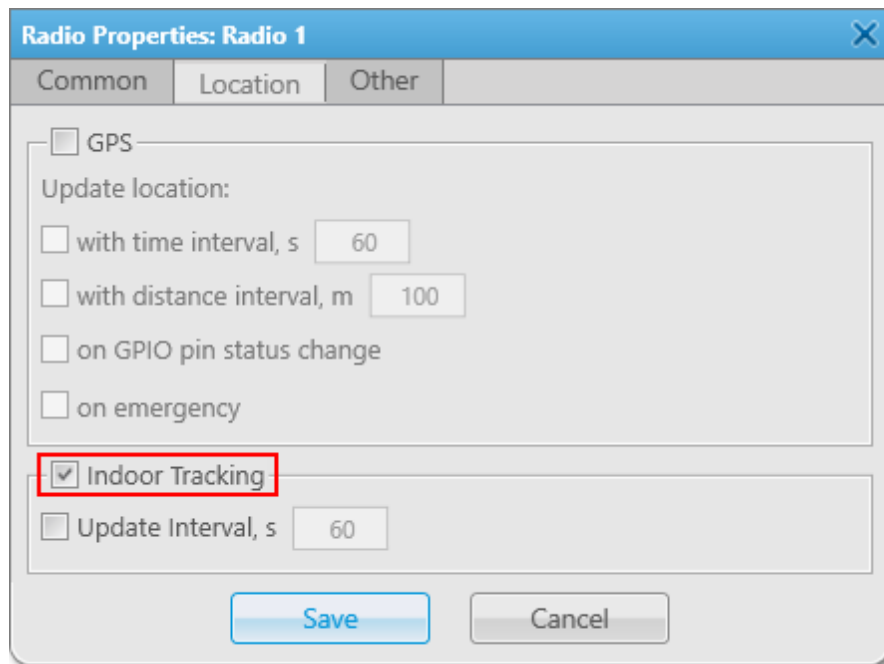 Radio Properties: Radio 1
Common Location Other
GPS
Update location:
with time interval, s 60
with distance interval, m 100
on GPIO pin status change
on emergency
Indoor Tracking
Update Interval, s 60
Save Cancel